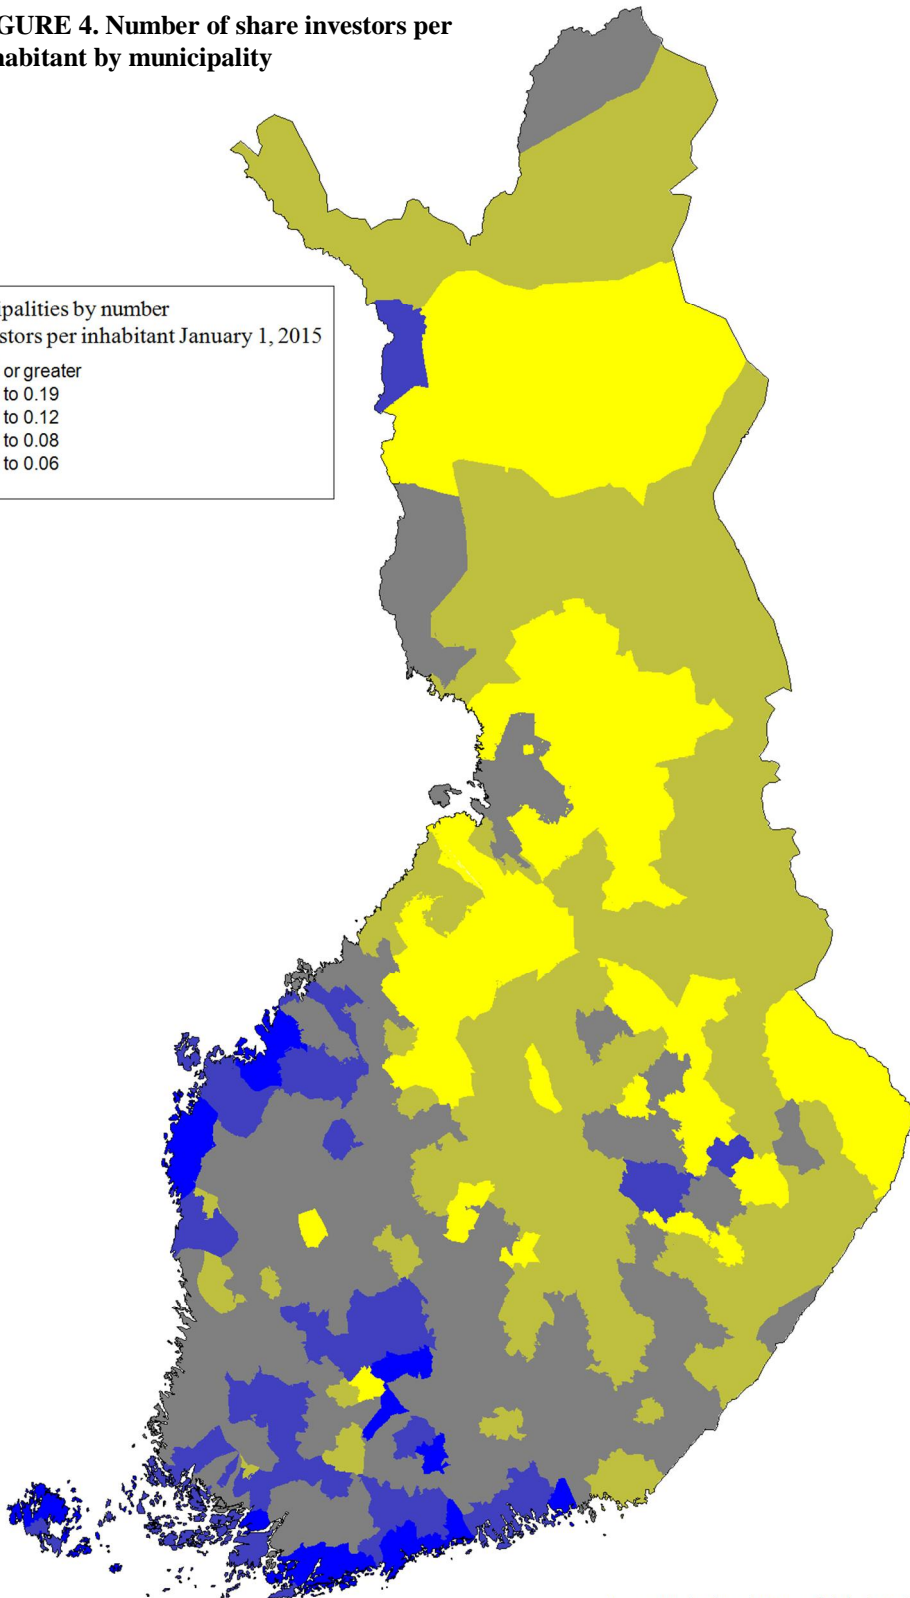 GURE 4. Number of share investors per
habitant by municipality
ipalities by number
stors per inhabitant January 1, 2015
or greater
to 0.19
to 0.12
to 0.08
to 0.06